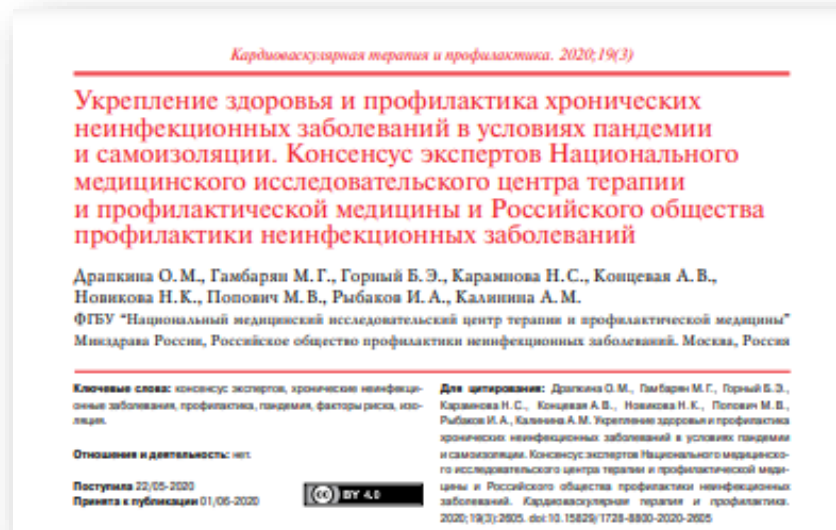 Кардиоваскулярная терапия и профилактика. 2020;19(3)
Укрепление здоровья и профилактика хронических
неинфекционных заболеваний в условиях пандемии
и самоизоляции. Консенсус экспертов Национального
медицинского исследовательского центра терапии
и профилактической медицины и Российского общества
профилактики неинфекционных заболеваний
Драпкина О. М., Гамбарян М. Г., Горный Б. Э., Карамнова Н. С., Концевая А. В.,
Новикова Н. К., Попович М. В., Рыбаков И. А., Калинина А. М.
ФГБУ “Национальный медицинский исследовательский центр терапии и профилактической медицины”
Минздрава России, Российское общество профилактики неинфекционных заболеваний. Москва, Россия
Ключевые слова: консенсус экспертов, хронические неинфекци-
онные заболевания, профилактика, пандемия, факторы риска, изо-
ляция.
Отношения и деятельность: нет.
Поступила 22/05-2020
Принята к публикации 01/06-2020
(cc) BY 4.0
Для цитирования: Драпкина О. М., Гамбарян М. Г., Горный Б. Э.,
Карамнова Н. С., Концевая А. В., Новикова Н. К., Попович М. В.,
Рыбаков И. А., Калинина А. М. Укрепление здоровья и профилактика
хронических неинфекционных заболеваний в условиях пандемии
и самоизоляции. Консенсус экспертов Национального медицинско-
го исследовательского центра терапии и профилактической меди-
цины и Российского общества профилактики неинфекционных
заболеваний. Кардиоваскулярная терапия и профилактика.
2020;19(3):2605. doi:10.15829/1728-8800-2020-2605